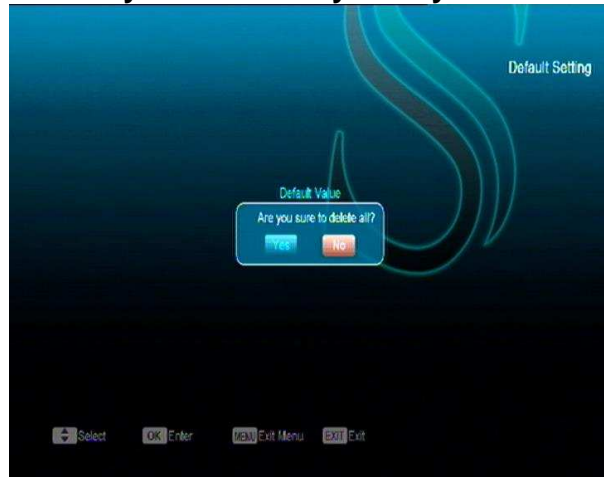 Default Setting
Default Value
Are you sure to delele all?
Yes No
Select OK Enter MENU Exit Menu EXIT Exit